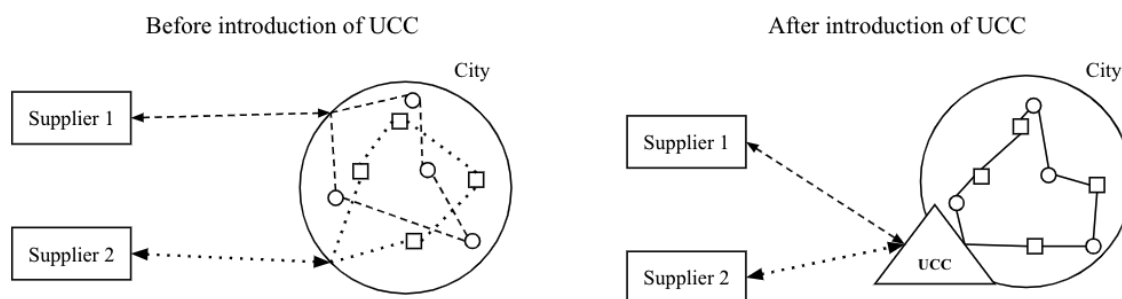 Before introduction of UCC
City
Supplier 1
Supplier 2
After introduction of UCC
City
Supplier 1
Supplier 2
UCC